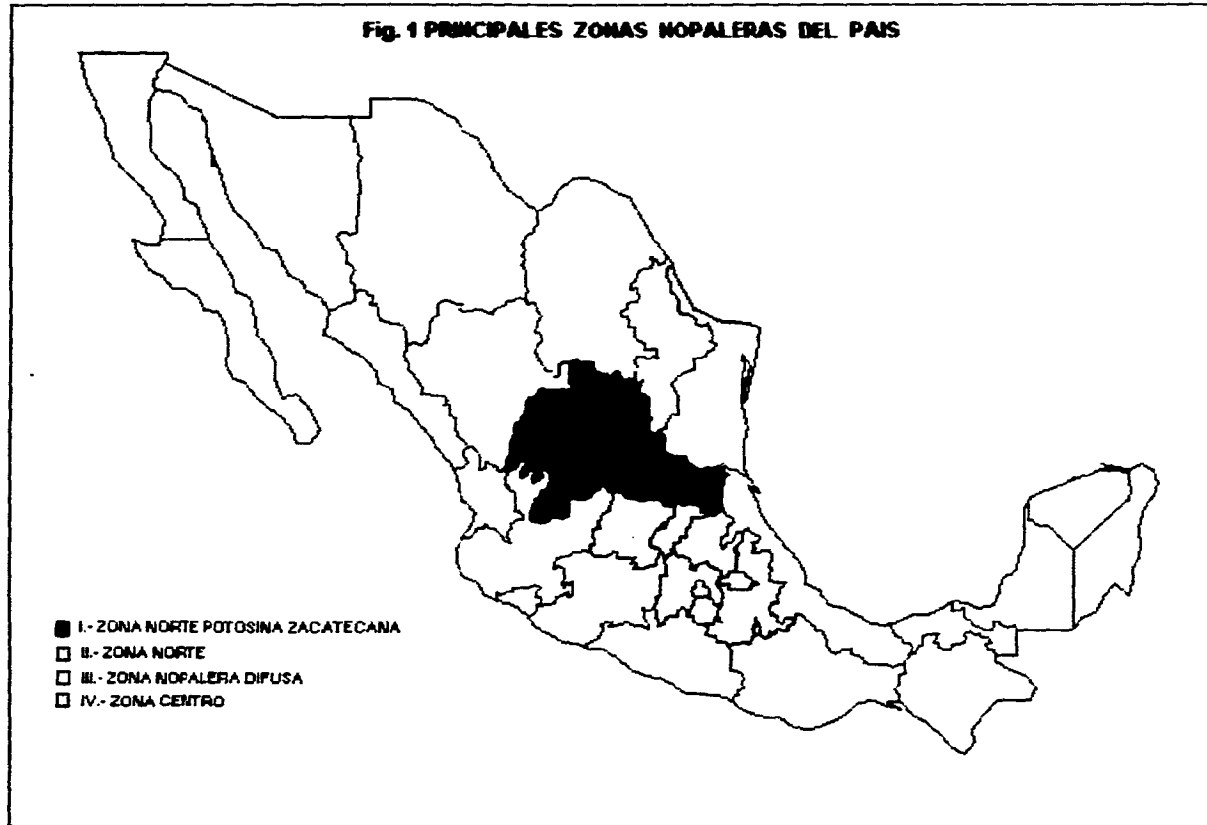 Fig. 1 PRINCIPALES ZONAS NOPALERAS DEL PAIS
I.- ZONA NORTE POTOSINA ZACATECANA
II.- ZONA NORTE
III.- ZONA NOPALERA DIFUSA
IV.- ZONA CENTRO